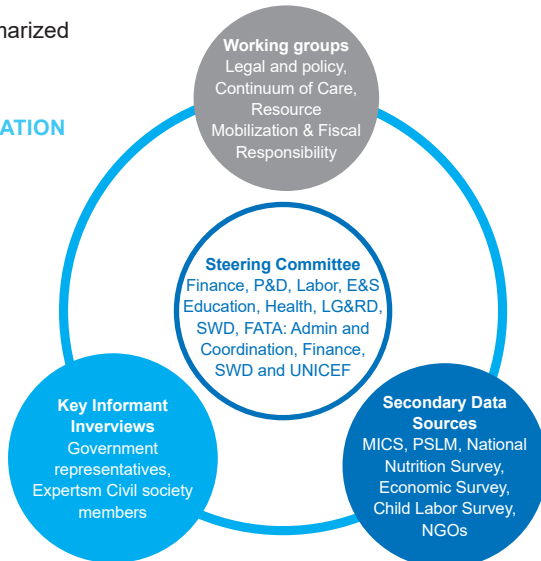 marized
ATION
Working groups
Legal and policy,
Continuum of Care,
Resource
Mobilization & Fiscal
Responsibility
Steering Committee
Finance, P&D, Labor, E&S
Education, Health, LG&RD,
SWD, FATA: Admin and
Coordination, Finance,
SWD and UNICEF
Key Informant
Inverviews
Government
representatives,
Expertsm Civil society
members
Secondary Data
Sources
MICS, PSLM, National
Nutrition Survey,
Economic Survey,
Child Labor Survey,
NGOs